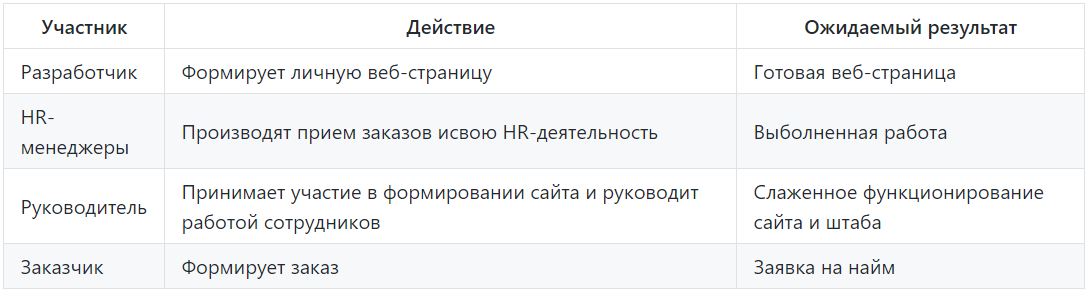 Участник Действие Ожидаемый результат
Разработчик Формирует личную веб-страницу Готовая веб-страница
HR-
менеджеры Производят прием заказов исвою HR-деятельность Выболненная работа
Руководитель Принимает участие в формировании сайта и руководит
работой сотрудников Слаженное функционирование
сайта и штаба
Заказчик Формирует заказ Заявка на найм